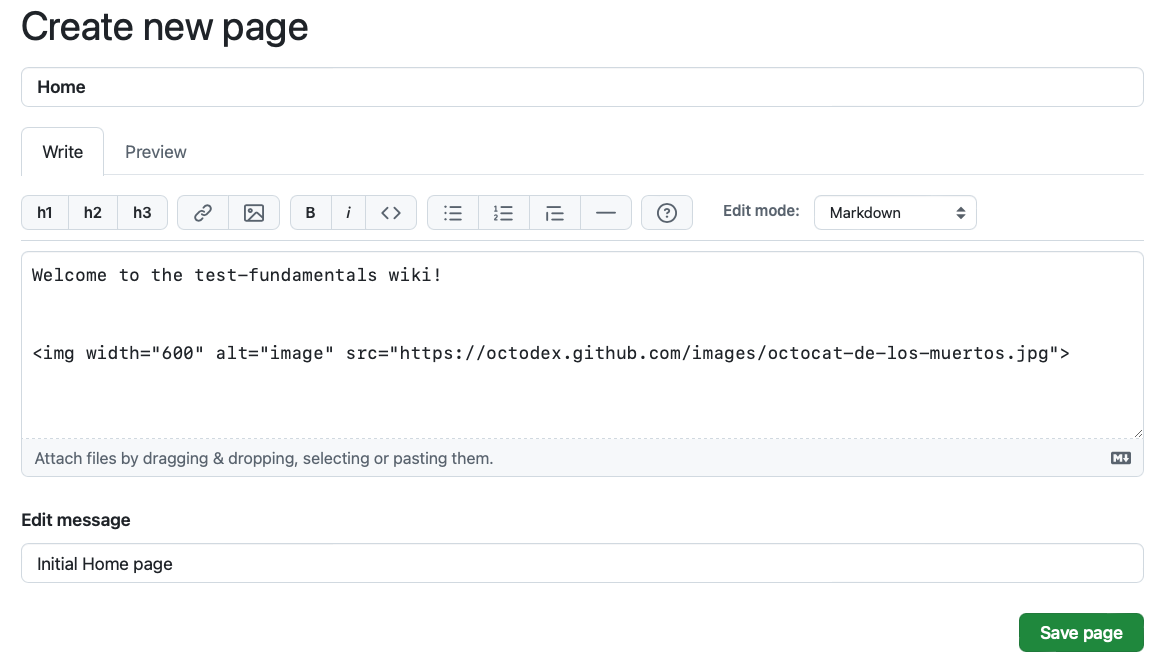 Create new page
Home
Write Preview
h1 h2 h3 B i <> ? Edit mode: Markdown
Welcome to the test-fundamentals wiki!
<img width="600" alt="image" src="https://octodex.github.com/images/octocat-de-los-muertos.jpg">
Attach files by dragging & dropping, selecting or pasting them.
Edit message
Initial Home page
Save page